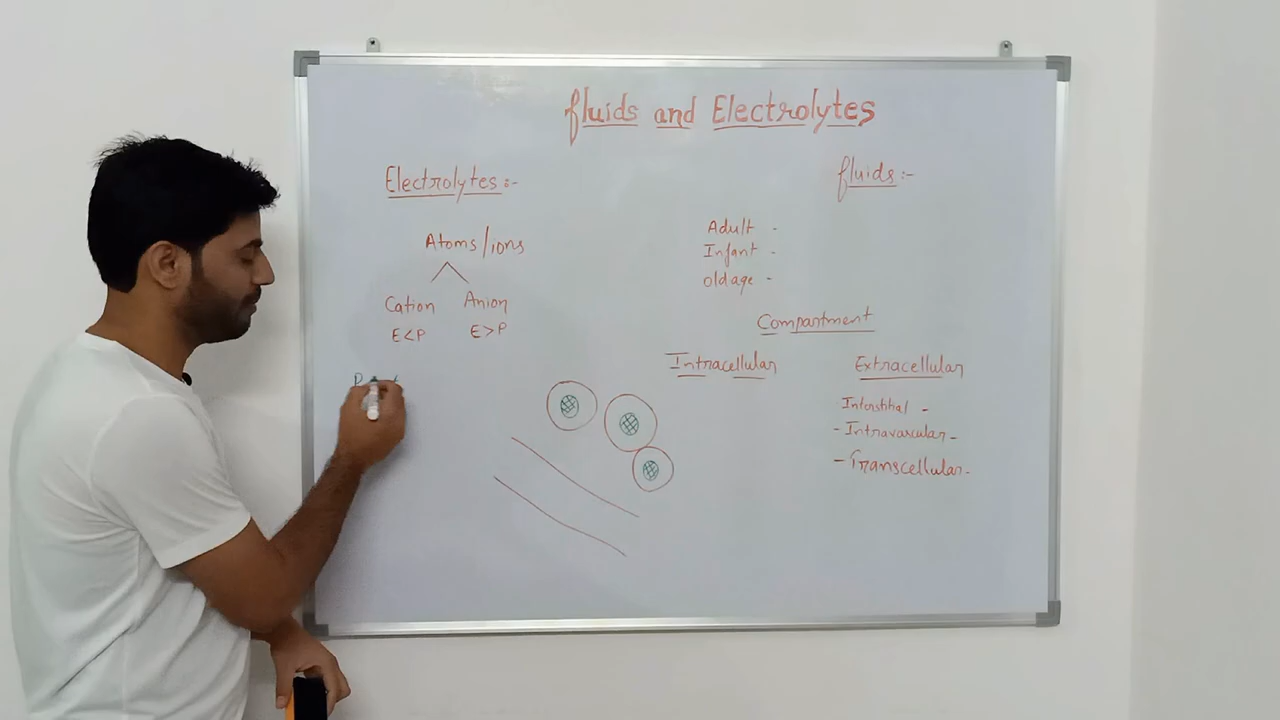 fluids and Electrolytes
Electrolytes :-
Atoms/ions
Cation Anion
E<P E>P
fluids :-
Adult -
Infant -
oldage -
Compartment
Intracellular Extracellular
Interstitial -
- Intravascular -
- Transcellular -